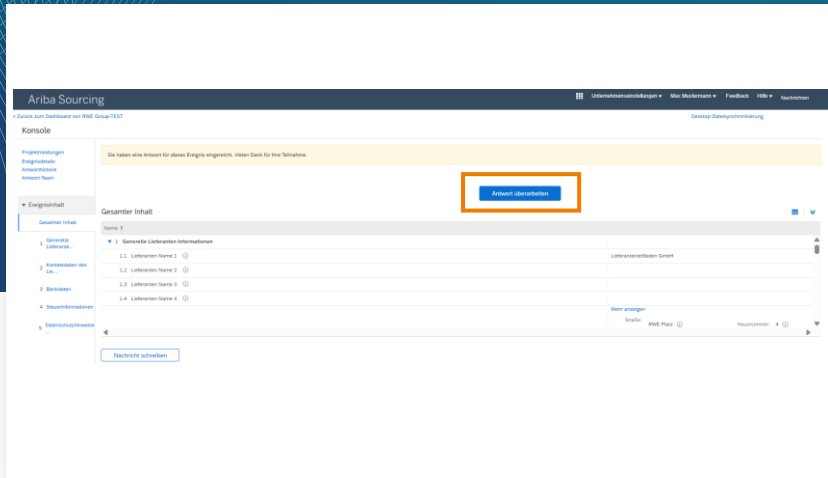 Ariba Sourcing
Unternehmenseinstellungen Max Mustermann Feedback Hilfe Nachrichten
< Zurück zum Dashboard von RWE Group-TEST
Desktop-Dateisynchronisierung
Konsole
Projektmeldungen
Ereignisdetails
Antworthistorie
Antwort-Team
Sie haben eine Antwort für dieses Ereignis eingereicht. Vielen Dank für Ihre Teilnahme.
Antwort überarbeiten
Ereignisinhalt
Gesamter Inhalt
1 Generelle Lieferante...
2 Kontaktdaten des Lie...
3 Bankdaten
4 Steuerinformationen
5 Datenschutzhinweise ...
Gesamter Inhalt
Name ↑
1 Generelle Lieferanten Informationen
1.1 Lieferanten Name 1
Lieferantenleitfaden GmbH
1.2 Lieferanten Name 2
1.3 Lieferanten Name 3
1.4 Lieferanten Name 4
Mehr anzeigen
Straße: RWE Platz Hausnummer: 4
Nachricht schreiben